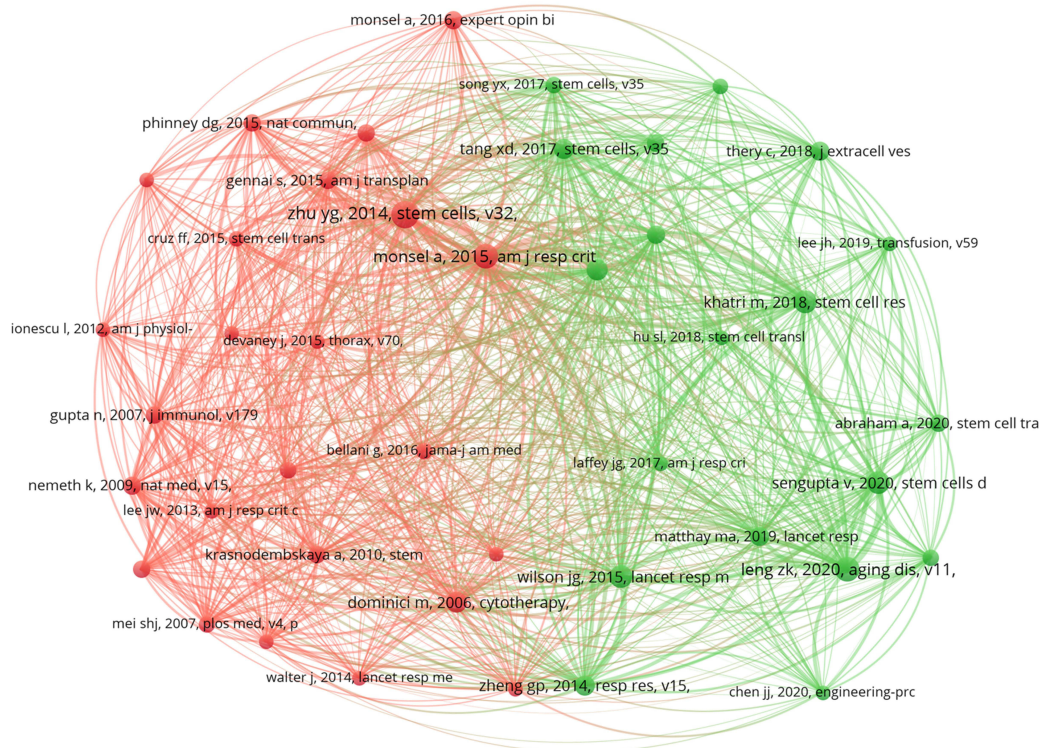 monsel a, 2016, expert opin bi
song yx, 2017, stem cells, v35
phinney dg, 2015, nat commun,
tang xd, 2017, stem cells, v35
thery c, 2018, j extracell ves
gennai s, 2015, am j transplan
zhu yg, 2014, stem cells, v32,
cruz ff, 2015, stem cell trans
lee jh, 2019, transfusion, v59
monsel a, 2015, am j resp crit
khatri m, 2018, stem cell res
ionescu l, 2012, am j physiol-
devaney j, 2015, thorax, v70,
hu sl, 2018, stem cell transl
gupta n, 2007, j immunol, v179
abraham a, 2020, stem cell tra
bellani g, 2016, jama-j am med
laffey jg, 2017, am j resp cri
nemeth k, 2009, nat med, v15,
sengupta v, 2020, stem cells d
lee jw, 2013, am j resp crit c
matthay ma, 2019, lancet resp
krasnodembskaya a, 2010, stem
wilson jg, 2015, lancet resp m
leng zk, 2020, aging dis, v11,
dominici m, 2006, cytotherapy,
mei shj, 2007, plos med, v4, p
walter j, 2014, lancet resp me
zheng gp, 2014, resp res, v15,
chen jj, 2020, engineering-prc